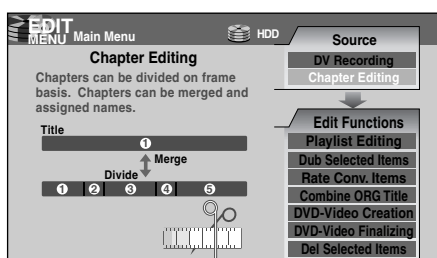 EDIT
MENU Main Menu
HDD
Chapter Editing
Chapters can be divided on frame
basis. Chapters can be merged and
assigned names.
Title
1
Merge
Divide
1 2 3 4 5
Source
DV Recording
Chapter Editing
Edit Functions
Playlist Editing
Dub Selected Items
Rate Conv. Items
Combine ORG Title
DVD-Video Creation
DVD-Video Finalizing
Del Selected Items